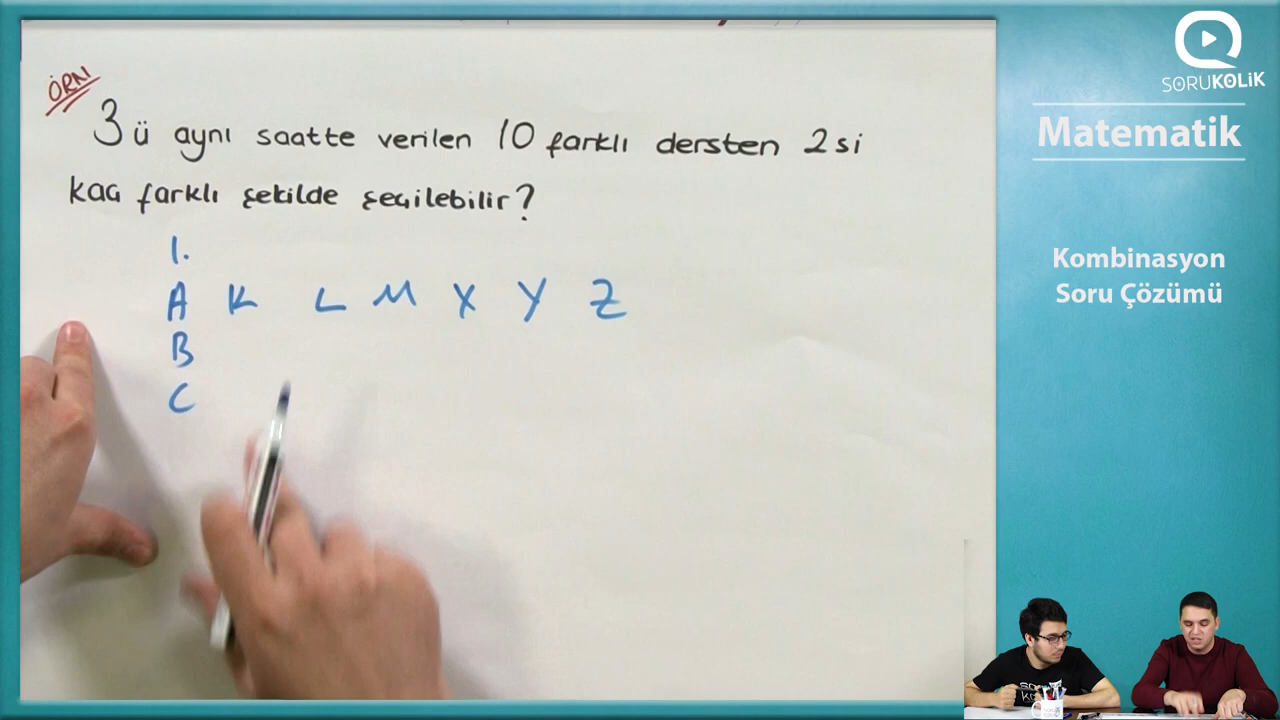 ÖRN
3ü aynı saatte verilen 10 farklı dersten 2si
kaç farklı şekilde seçilebilir?
1.
A K L M X Y Z
B
C
SORUKOLİK
Matematik
Kombinasyon
Soru Çözümü